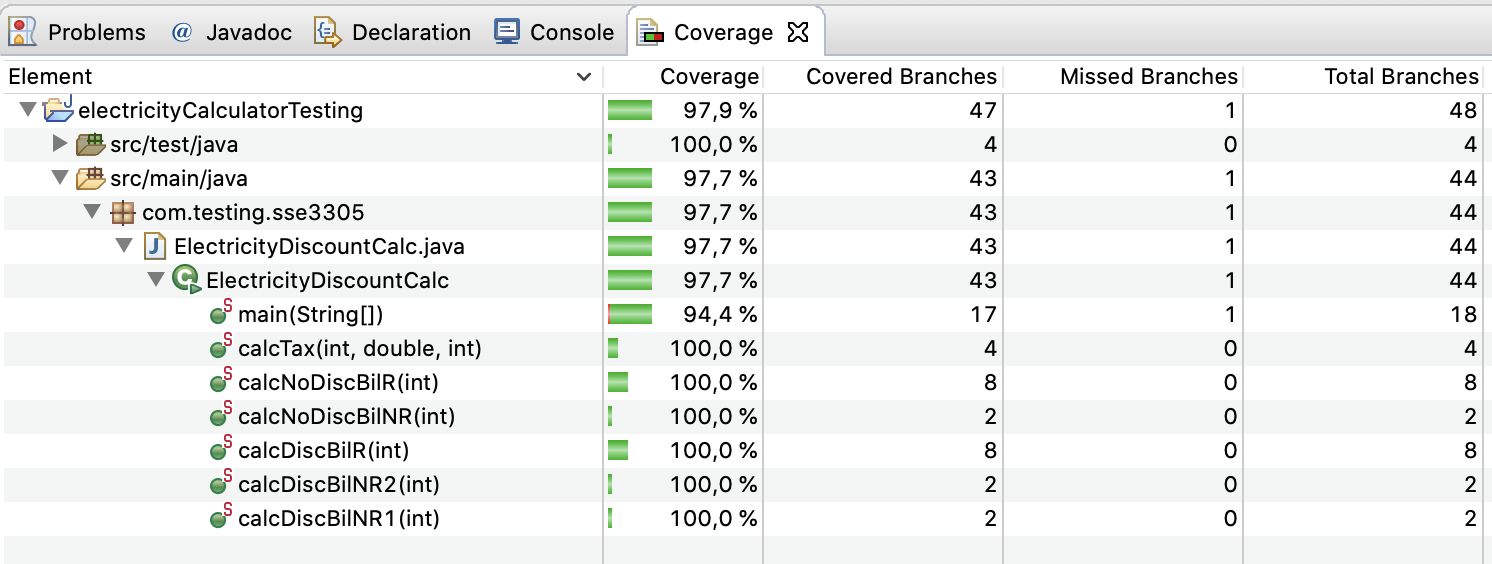 Problems @ Javadoc Declaration Console Coverage
Element Coverage Covered Branches Missed Branches Total Branches
electricityCalculatorTesting 97,9 % 47 1 48
src/test/java 100,0 % 4 0 4
src/main/java 97,7 % 43 1 44
com.testing.sse3305 97,7 % 43 1 44
J ElectricityDiscountCalc.java 97,7 % 43 1 44
C ElectricityDiscountCalc 97,7 % 43 1 44
S main(String[]) 94,4 % 17 1 18
S calcTax(int, double, int) 100,0 % 4 0 4
S calcNoDiscBilR(int) 100,0 % 8 0 8
S calcNoDiscBilNR(int) 100,0 % 2 0 2
S calcDiscBilR(int) 100,0 % 8 0 8
S calcDiscBilNR2(int) 100,0 % 2 0 2
S calcDiscBilNR1(int) 100,0 % 2 0 2